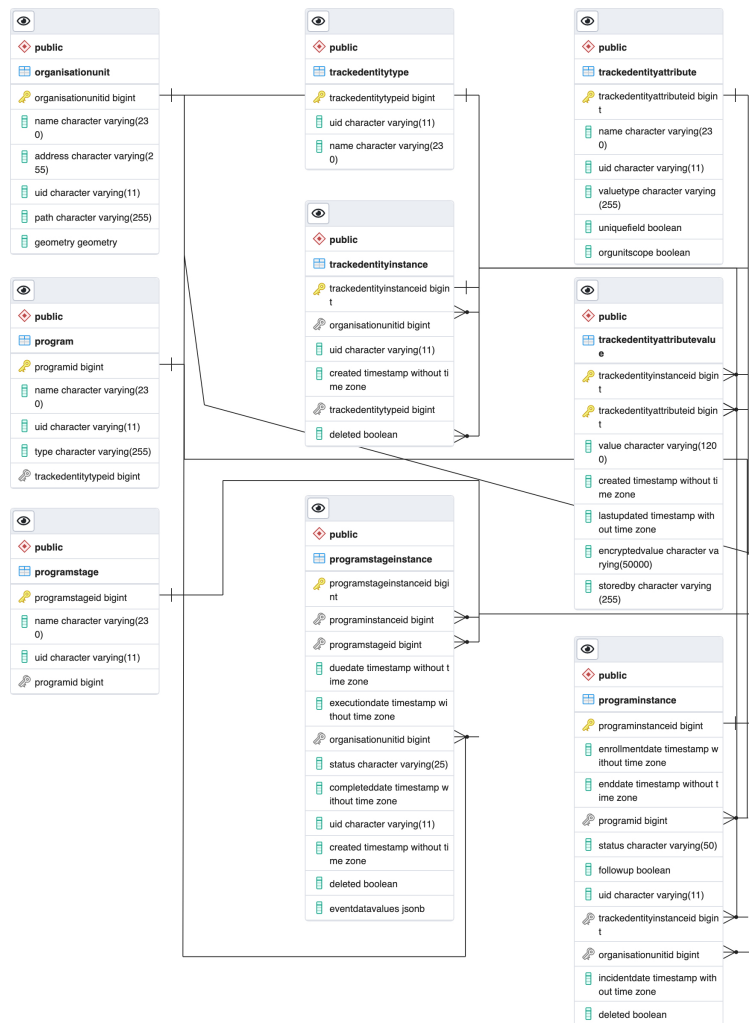 public
organisationunit
organisationunitid bigint
name character varying(23
0)
address character varying(2
55)
uid character varying(11)
path character varying(255)
geometry geometry
public
program
programid bigint
name character varying(23
0)
uid character varying(11)
type character varying(255)
trackedentitytypeid bigint
public
programstage
programstageid bigint
name character varying(23
0)
uid character varying(11)
programid bigint
public
trackedentitytype
trackedentitytypeid bigint
uid character varying(11)
name character varying(23
0)
public
trackedentityinstance
trackedentityinstanceid bigin
t
organisationunitid bigint
uid character varying(11)
created timestamp without ti
me zone
trackedentitytypeid bigint
deleted boolean
public
programstageinstance
programstageinstanceid bigi
nt
programinstanceid bigint
programstageid bigint
duedate timestamp without t
ime zone
executiondate timestamp wi
thout time zone
organisationunitid bigint
status character varying(25)
completeddate timestamp w
ithout time zone
uid character varying(11)
created timestamp without ti
me zone
deleted boolean
eventdatavalues jsonb
public
trackedentityattribute
trackedentityattributeid bigin
t
name character varying(23
0)
uid character varying(11)
valuetype character varying
(255)
uniquefield boolean
orgunitscope boolean
public
trackedentityattributevalu
e
trackedentityinstanceid bigin
t
trackedentityattributeid bigin
t
value character varying(120
0)
created timestamp without ti
me zone
lastupdated timestamp with
out time zone
encryptedvalue character va
rying(50000)
storedby character varying
(255)
public
programinstance
programinstanceid bigint
enrollmentdate timestamp w
ithout time zone
enddate timestamp without t
ime zone
programid bigint
status character varying(50)
followup boolean
uid character varying(11)
trackedentityinstanceid bigin
t
organisationunitid bigint
incidentdate timestamp with
out time zone
deleted boolean